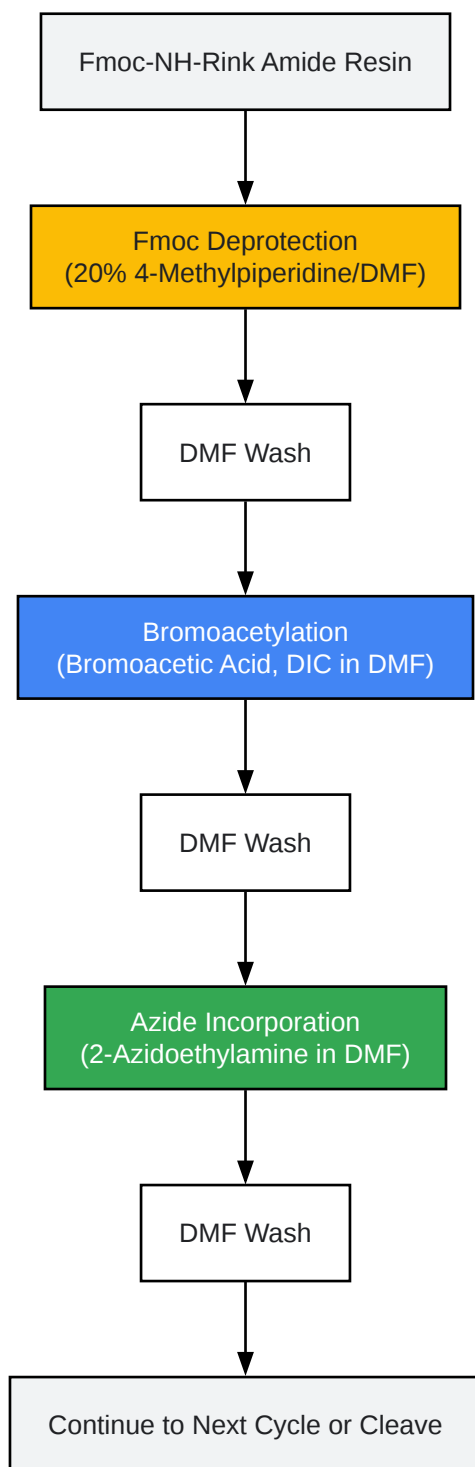 Fmoc-NH-Rink Amide Resin
Fmoc Deprotection
(20% 4-Methylpiperidine/DMF)
DMF Wash
Bromoacetylation
(Bromoacetic Acid, DIC in DMF)
DMF Wash
Azide Incorporation
(2-Azidoethylamine in DMF)
DMF Wash
Continue to Next Cycle or Cleave